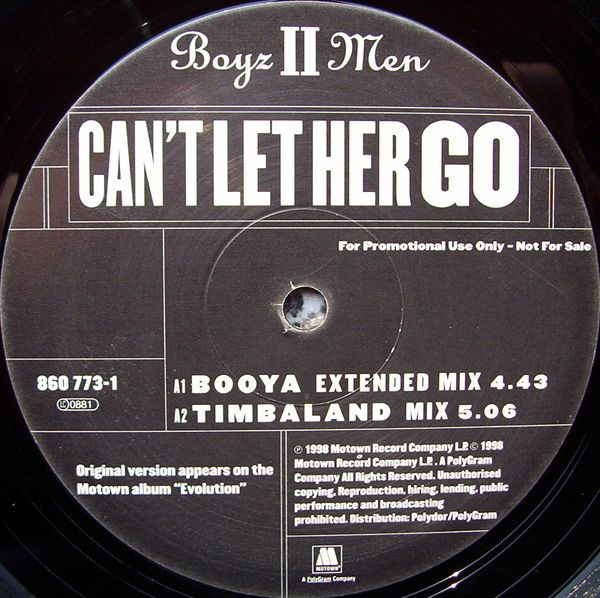 Boyz II Men
CAN'T LET HER GO
For Promotional Use Only - Not For Sale
860 773-1
LC 0881
A1 BOOYA EXTENDED MIX 4.43
A2 TIMBALAND MIX 5.06
Original version appears on the
Motown album "Evolution"
℗ 1998 Motown Record Company L.P. © 1998
Motown Record Company L.P. . A PolyGram
Company All Rights Reserved. Unauthorised
copying. Reproduction, hiring, lending, public
performance and broadcasting
prohibited. Distribution: Polydor/PolyGram
M
MOTOWN
A PolyGram Company